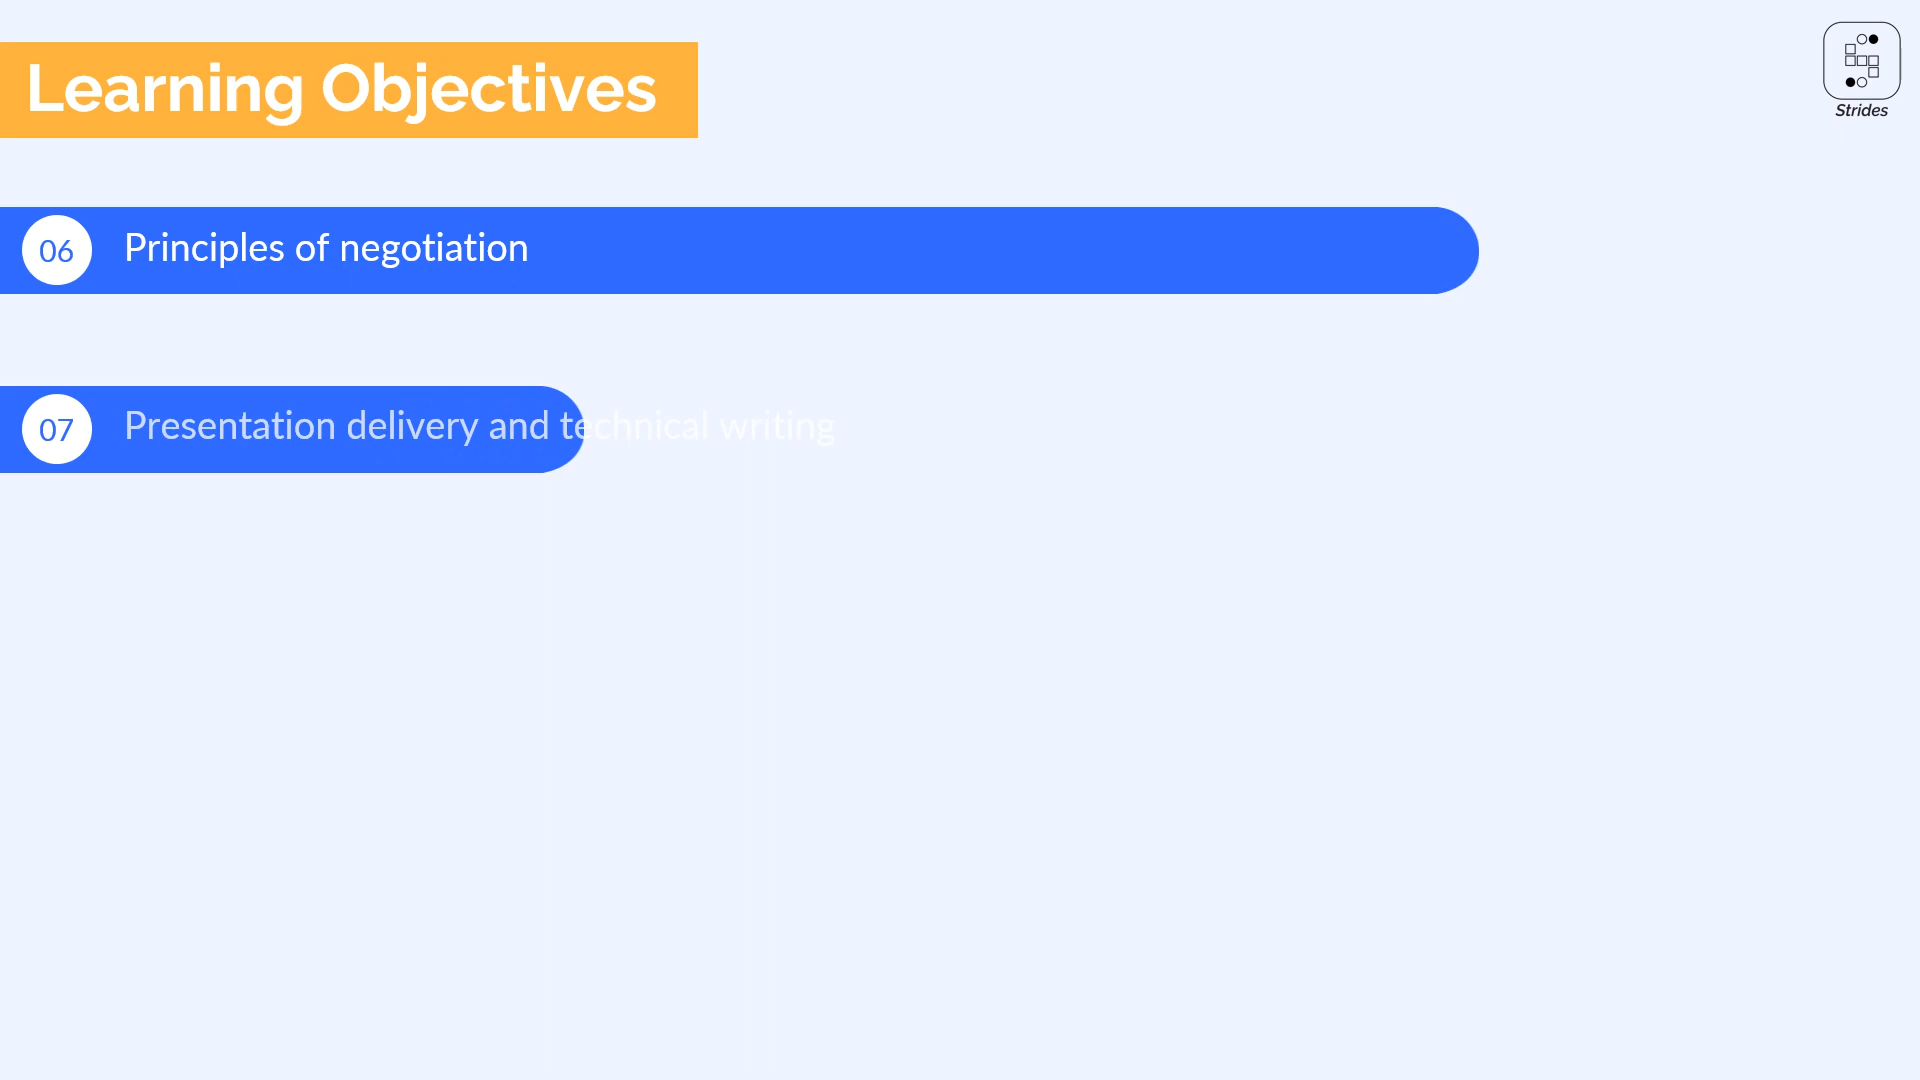 Learning Objectives
Strides
06 Principles of negotiation
07 Presentation delivery and technical writing